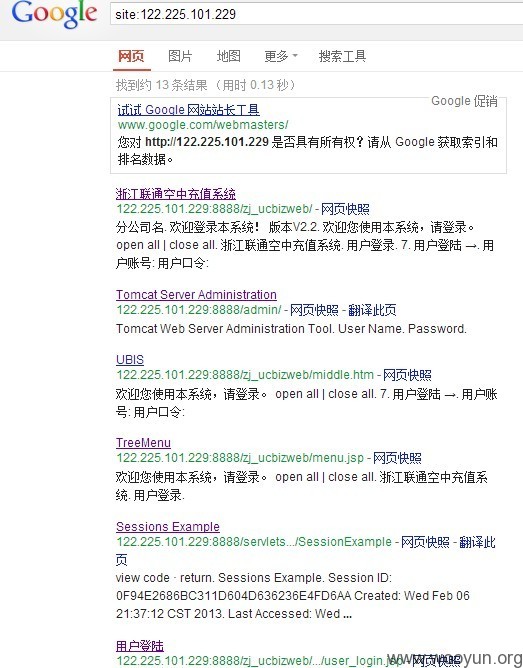 Google
site:122.225.101.229
网页 图片 地图 更多 搜索工具
找到约 13 条结果 （用时 0.13 秒）
Google 促销
试试 Google 网站站长工具
www.google.com/webmasters/
您对 http://122.225.101.229 是否具有所有权？请从 Google 获取索引和
排名数据。
浙江联通空中充值系统
122.225.101.229:8888/zj_ucbizweb/ - 网页快照
分公司名. 欢迎登录本系统！ 版本V2.2. 欢迎您使用本系统，请登录。
open all | close all. 浙江联通空中充值系统. 用户登录. 7. 用户登陆 →. 用
户账号: 用户口令:
Tomcat Server Administration
122.225.101.229:8888/admin/ - 网页快照 - 翻译此页
Tomcat Web Server Administration Tool. User Name. Password.
UBIS
122.225.101.229:8888/zj_ucbizweb/middle.htm - 网页快照
欢迎您使用本系统，请登录。 open all | close all. 7. 用户登陆 →. 用户账
号: 用户口令:
TreeMenu
122.225.101.229:8888/zj_ucbizweb/menu.jsp - 网页快照
欢迎您使用本系统，请登录。 open all | close all. 浙江联通空中充值系
统. 用户登录.
Sessions Example
122.225.101.229:8888/servlets.../SessionExample - 网页快照 - 翻译此
页
view code · return. Sessions Example. Session ID:
0F94E2686BC311D604D636236E4FD6AA Created: Wed Feb 06
21:37:12 CST 2013. Last Accessed: Wed ...
用户登陆
122.225.101.229:8888/zj_ucbizweb/.../user_login.jsp - 网页快照
www.wooyun.org